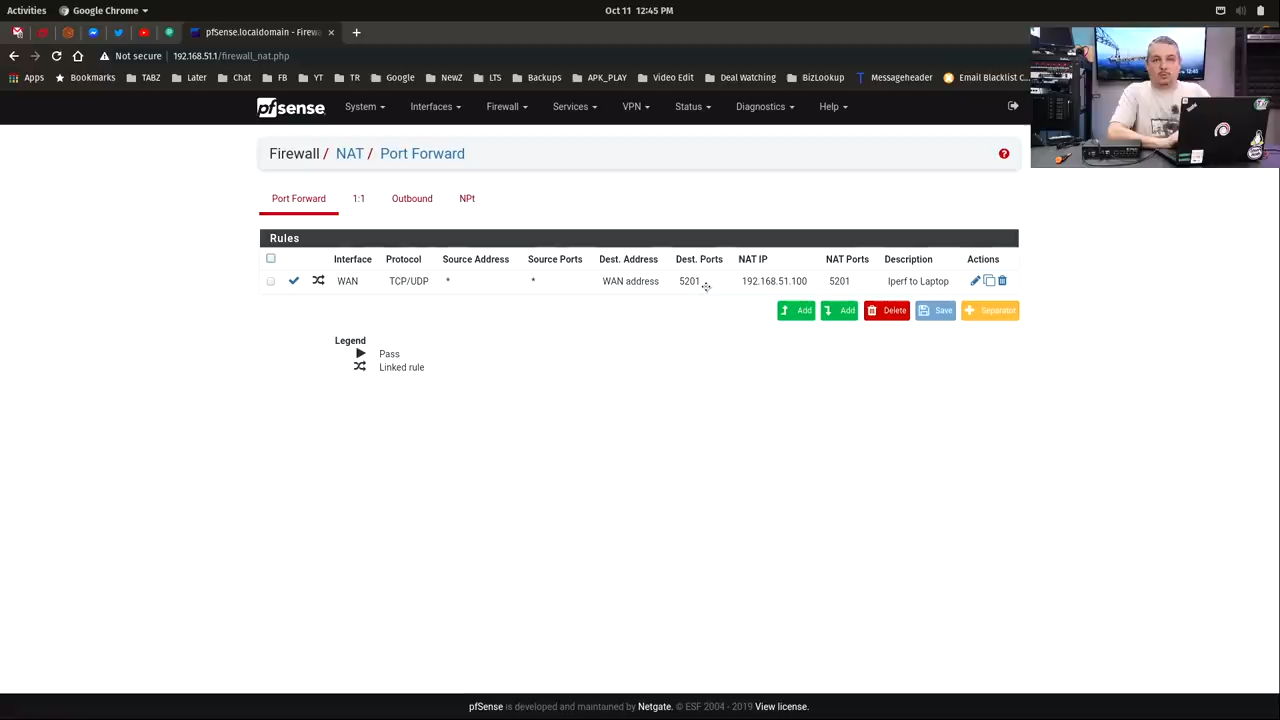 Activities
Google Chrome
Oct 11 12:45 PM
pfSense.localdomain - Firewa
Not secure
192.168.51.1/firewall_nat.php
Apps
Bookmarks
TABZ
Later
Chat
FB
YT
TR
Google
NewZ
LTS
Backups
APK_PLAY
Video Edit
Deal Watching
BizLookup
Messageheader
Email Blacklist C...
pfsense
System
Interfaces
Firewall
Services
VPN
Status
Diagnostics
Help
Firewall / NAT / Port Forward
Port Forward
1:1
Outbound
NPt
Rules
Interface Protocol Source Address Source Ports Dest. Address Dest. Ports NAT IP NAT Ports Description Actions
WAN TCP/UDP * * WAN address 5201 192.168.51.100 5201 Iperf to Laptop
Add
Add
Delete
Save
Separator
Legend
Pass
Linked rule
pfSense is developed and maintained by Netgate. © ESF 2004 - 2019 View license.